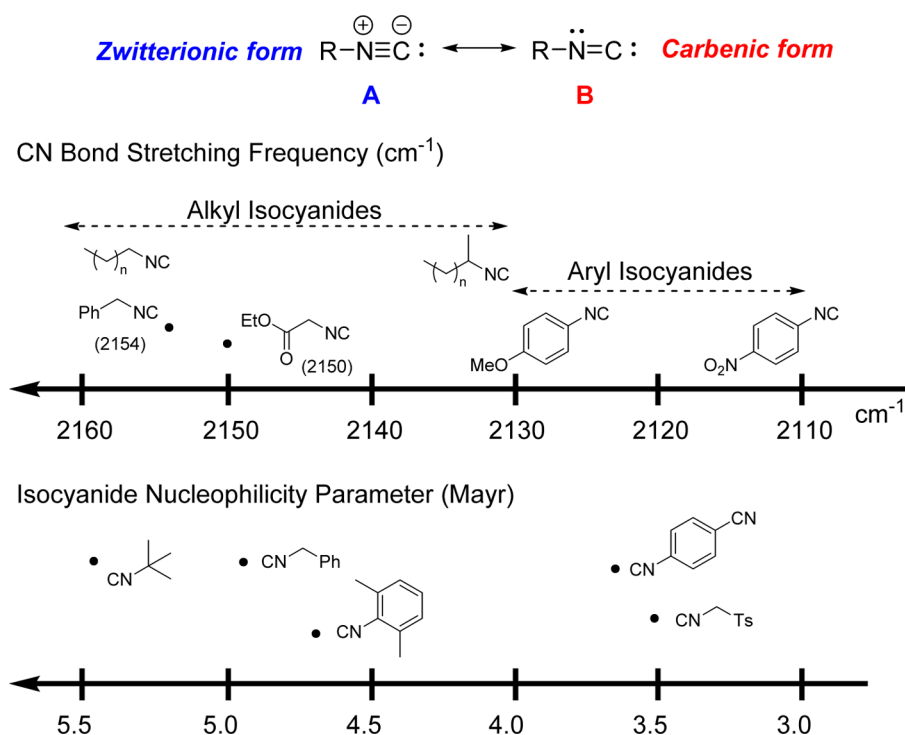 Zwitterionic form R–N≡C: ⊕ ⊖ ⟷ R–N̈=C: Carbenic form
A B
CN Bond Stretching Frequency (cm-1)
Alkyl Isocyanides
( )n NC
( )n NC
Aryl Isocyanides
Ph NC
(2154)
EtO
O
NC
(2150)
MeO NC
O2N NC
2160 2150 2140 2130 2120 2110 cm-1
Isocyanide Nucleophilicity Parameter (Mayr)
CN
CN Ph
CN
CN CN
CN Ts
5.5 5.0 4.5 4.0 3.5 3.0